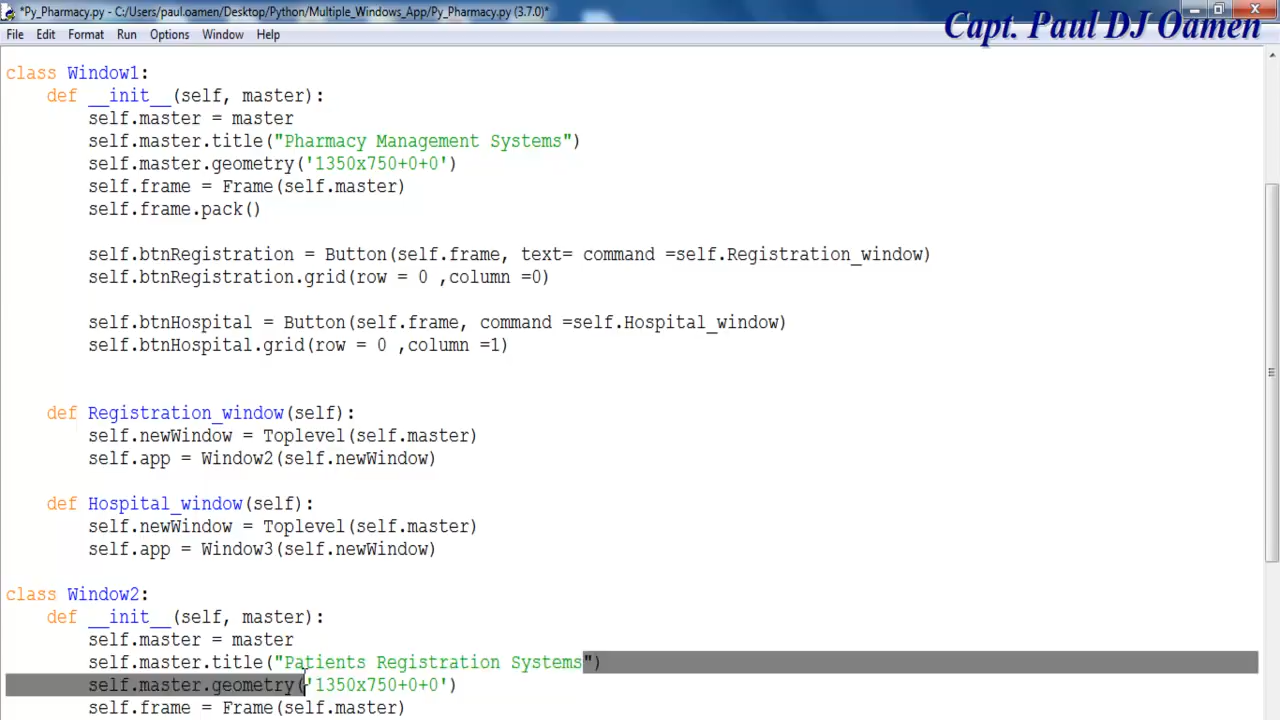 *Py_Pharmacy.py - C:/Users/paul.oamen/Desktop/Python/Multiple_Windows_App/Py_Pharmacy.py (3.7.0)*
Capt. Paul DJ Oamen
File Edit Format Run Options Window Help
class Window1:
    def __init__(self, master):
        self.master = master
        self.master.title("Pharmacy Management Systems")
        self.master.geometry('1350x750+0+0')
        self.frame = Frame(self.master)
        self.frame.pack()
        self.btnRegistration = Button(self.frame, text= command =self.Registration_window)
        self.btnRegistration.grid(row = 0 ,column =0)
        self.btnHospital = Button(self.frame, command =self.Hospital_window)
        self.btnHospital.grid(row = 0 ,column =1)
    def Registration_window(self):
        self.newWindow = Toplevel(self.master)
        self.app = Window2(self.newWindow)
    def Hospital_window(self):
        self.newWindow = Toplevel(self.master)
        self.app = Window3(self.newWindow)
class Window2:
    def __init__(self, master):
        self.master = master
        self.master.title("Patients Registration Systems")
        self.master.geometry('1350x750+0+0')
        self.frame = Frame(self.master)